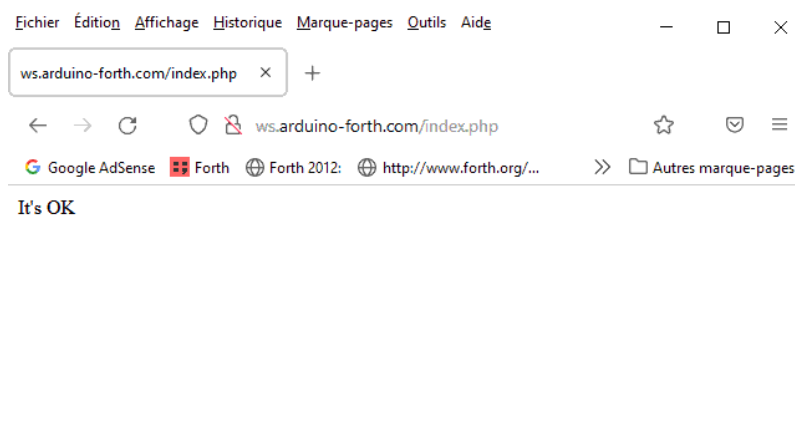 Fichier Édition Affichage Historique Marque-pages Outils Aide
ws.arduino-forth.com/index.php
ws.arduino-forth.com/index.php
Google AdSense Forth Forth 2012: http://www.forth.org/... Autres marque-pages
It's OK